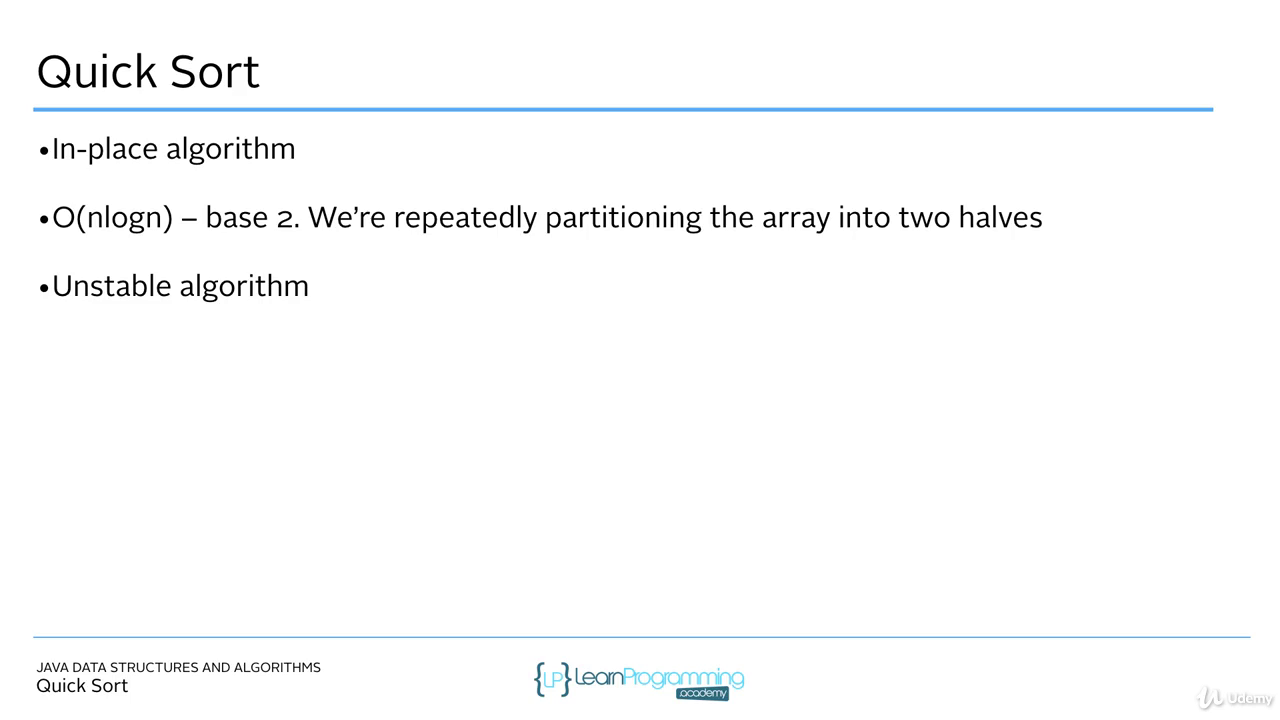 Quick Sort
•In-place algorithm
•O(nlogn) – base 2. We’re repeatedly partitioning the array into two halves
•Unstable algorithm
JAVA DATA STRUCTURES AND ALGORITHMS
Quick Sort
{LP} LearnProgramming
.academy
Udemy